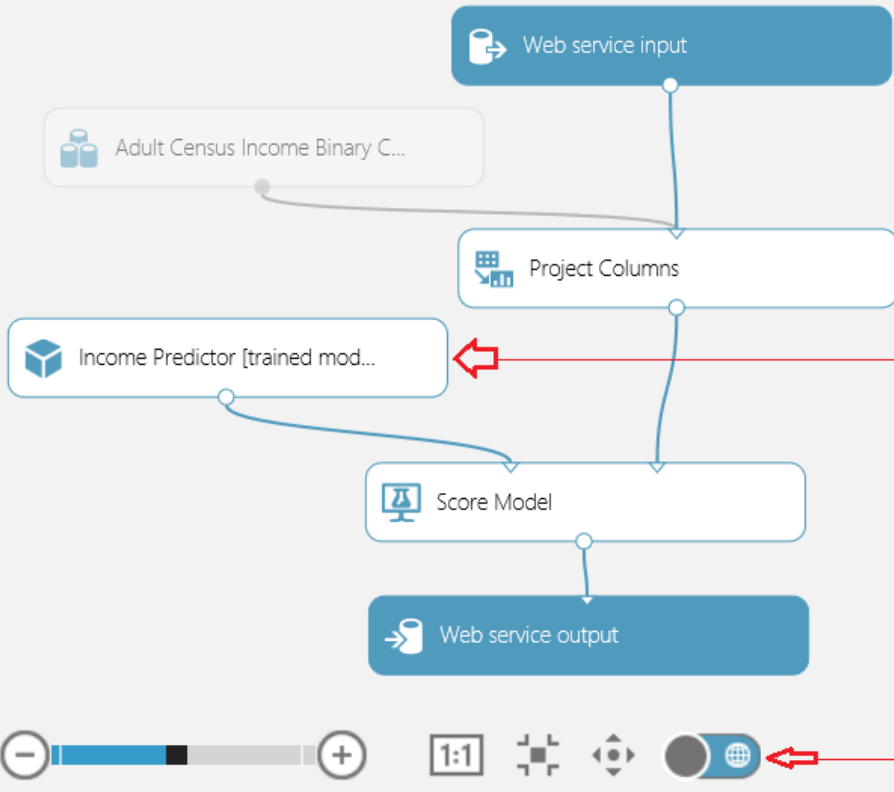 Web service input
Adult Census Income Binary C...
Project Columns
Income Predictor [trained mod...
Score Model
Web service output
1:1